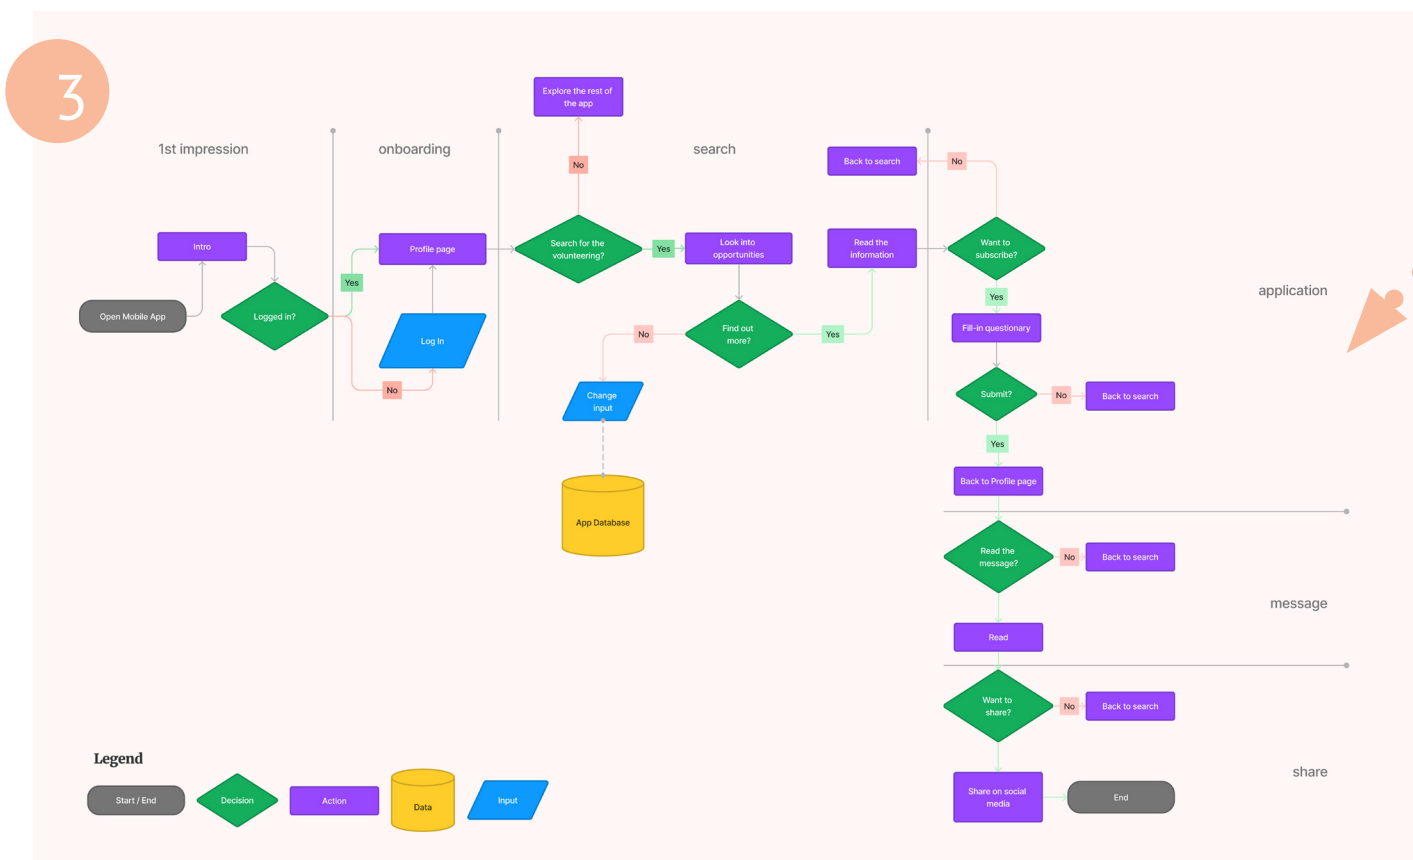 3
1st impression
onboarding
search
Explore the rest of
the app
No
Back to search
No
Intro
Profile page
Search for the
volunteering?
Yes
Look into
opportunities
Read the
information
Want to
subscribe?
Yes
Open Mobile App
Logged in?
Yes
application
Log In
No
No
Find out
more?
Yes
Fill-in questionary
No
Change
input
Submit?
No
Back to search
Yes
Back to Profile page
App Database
Read the
message?
No
Back to search
message
Read
Want to
share?
No
Back to search
share
Share on social
media
End
Legend
Start / End
Decision
Action
Data
Input